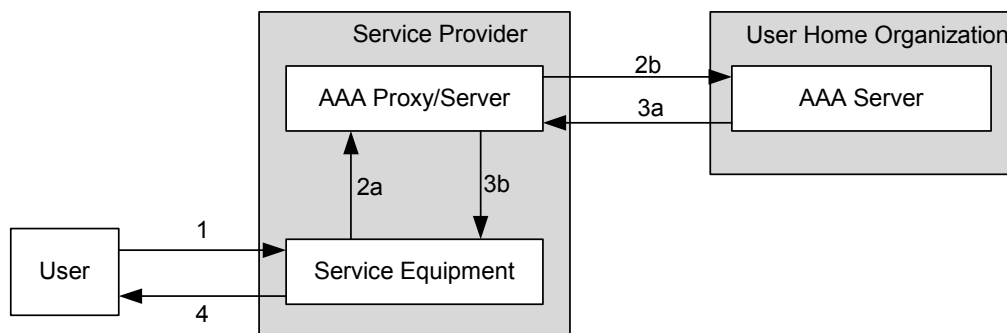 Service Provider
User Home Organization
AAA Proxy/Server
2b
AAA Server
3a
2a
3b
1
User
Service Equipment
4